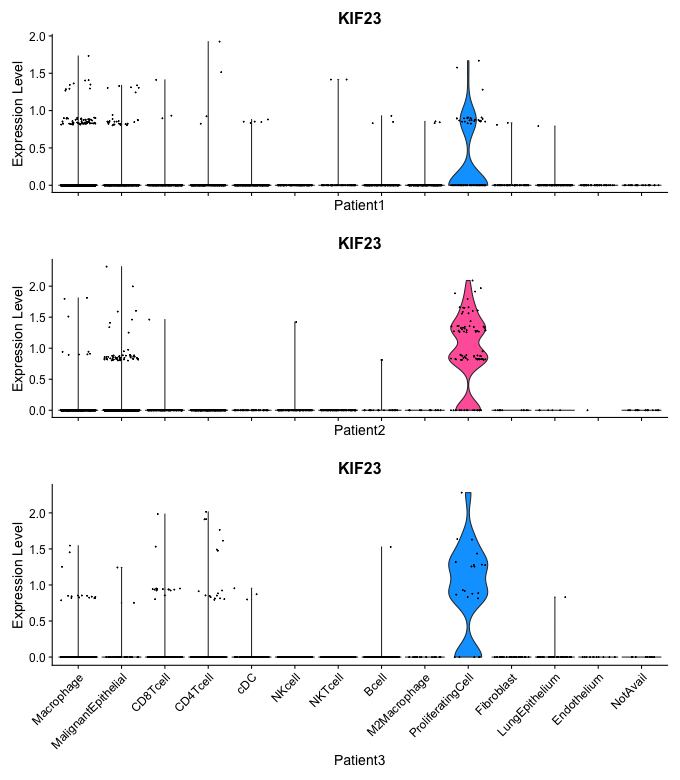 KIF23
Expression Level
2.0
1.5
1.0
0.5
0.0
Patient1
KIF23
Expression Level
2.0
1.5
1.0
0.5
0.0
Patient2
KIF23
Expression Level
2.0
1.5
1.0
0.5
0.0
Macrophage
MalignantEpithelial
CD8Tcell
CD4Tcell
cDC
NKcell
NKTcell
Bcell
M2Macrophage
ProliferatingCell
Fibroblast
LungEpithelium
Endothelium
NotAvail
Patient3